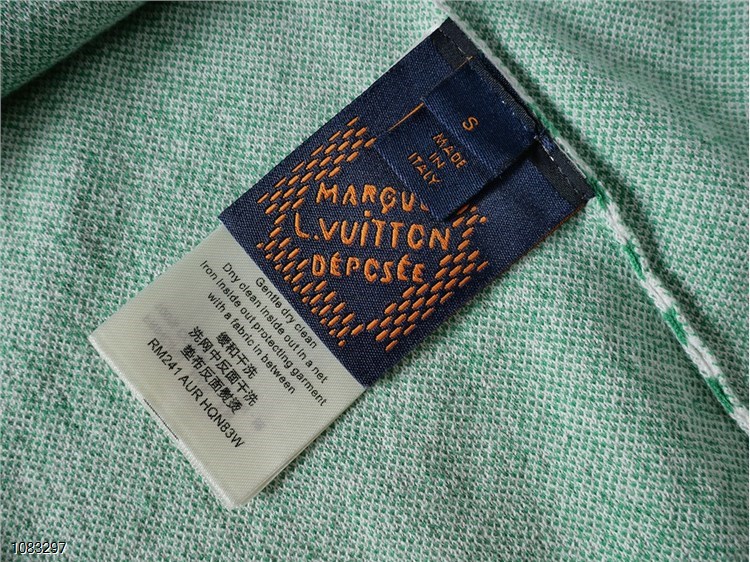 S
MADE
IN
ITALY
MARQU
L.VUITTON
DÉPOSÉE
Gentle dry clean
Dry clean inside out in a net
Iron inside out protecting garment
with a fabric in between
缓和干洗
洗网中反面干洗
垫布反面熨烫
RM241 AUR HQN83W
1083297